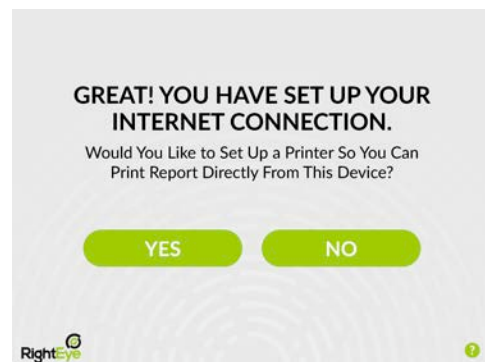 GREAT! YOU HAVE SET UP YOUR
INTERNET CONNECTION.
Would You Like to Set Up a Printer So You Can
Print Report Directly From This Device?
YES NO
RightEye ?